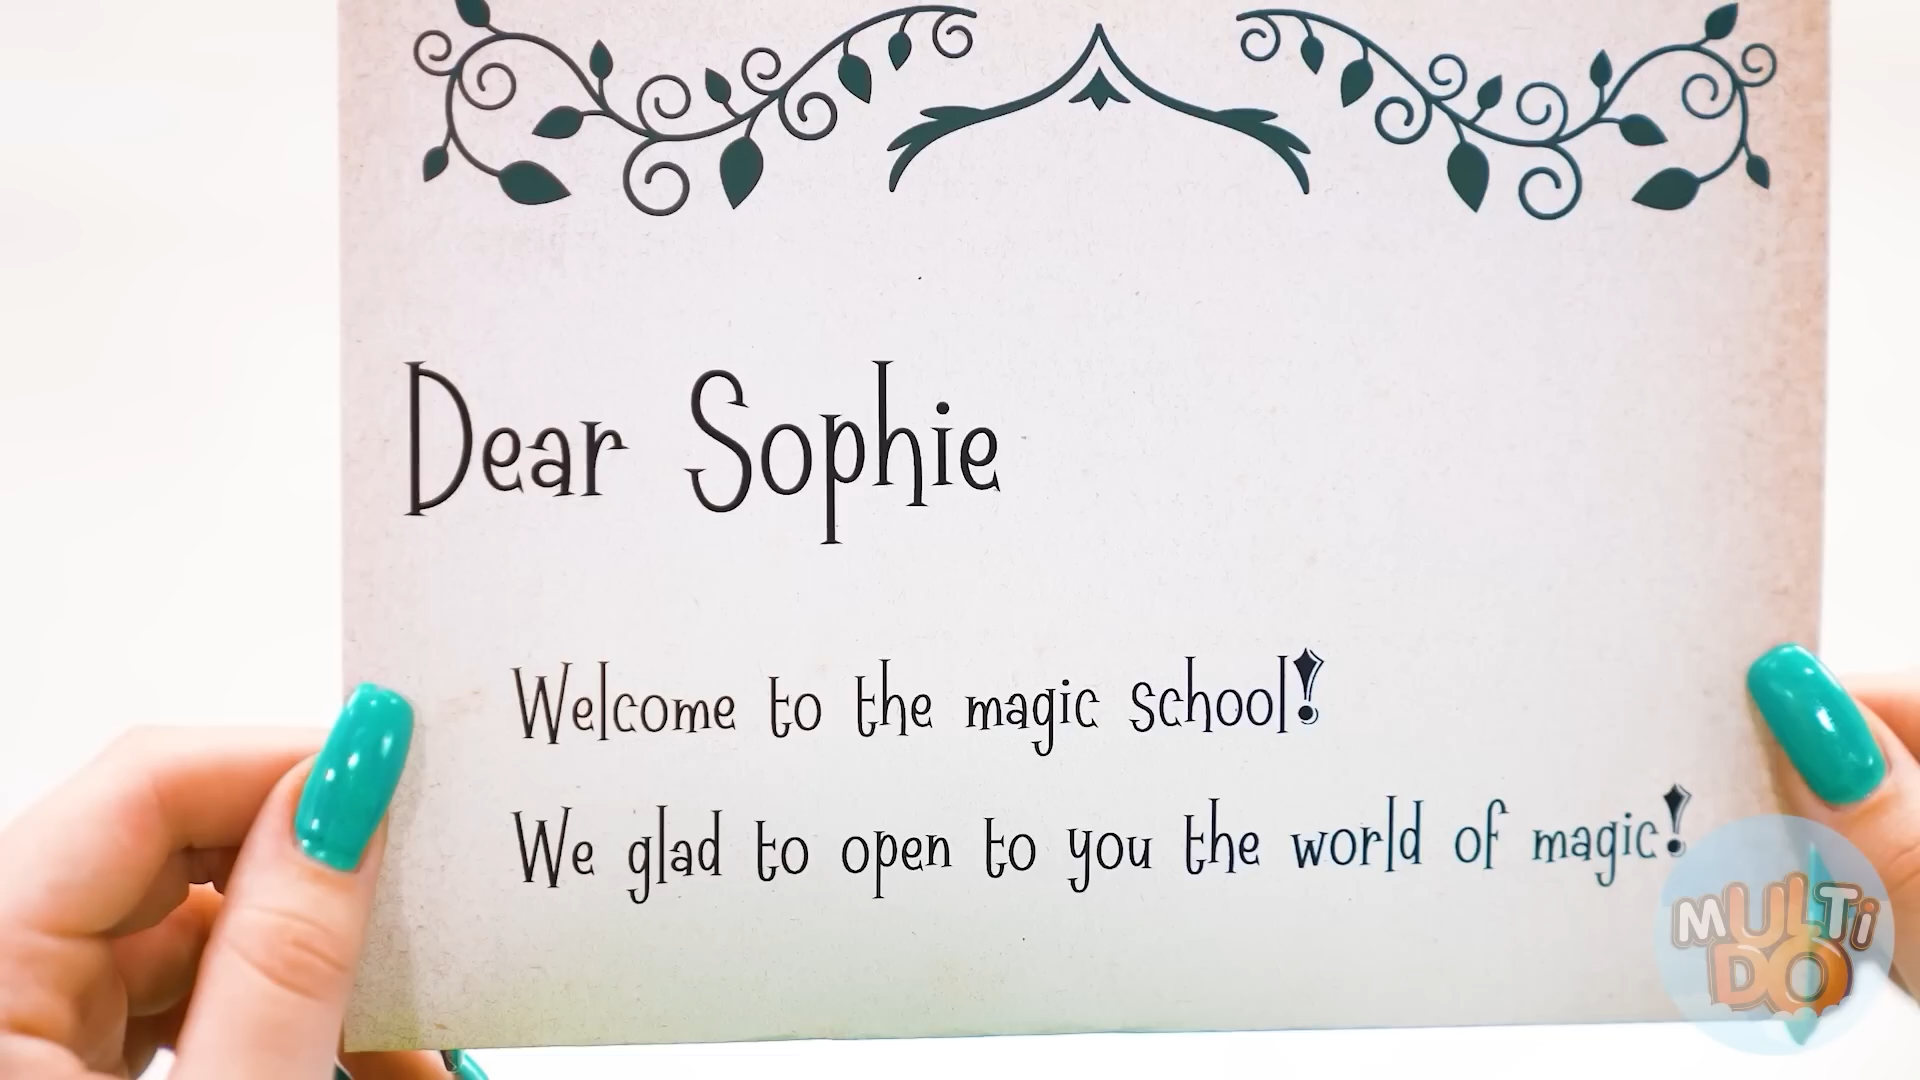 Dear Sophie
Welcome to the magic school!
We glad to open to you the world of magic!
MULTi
DO